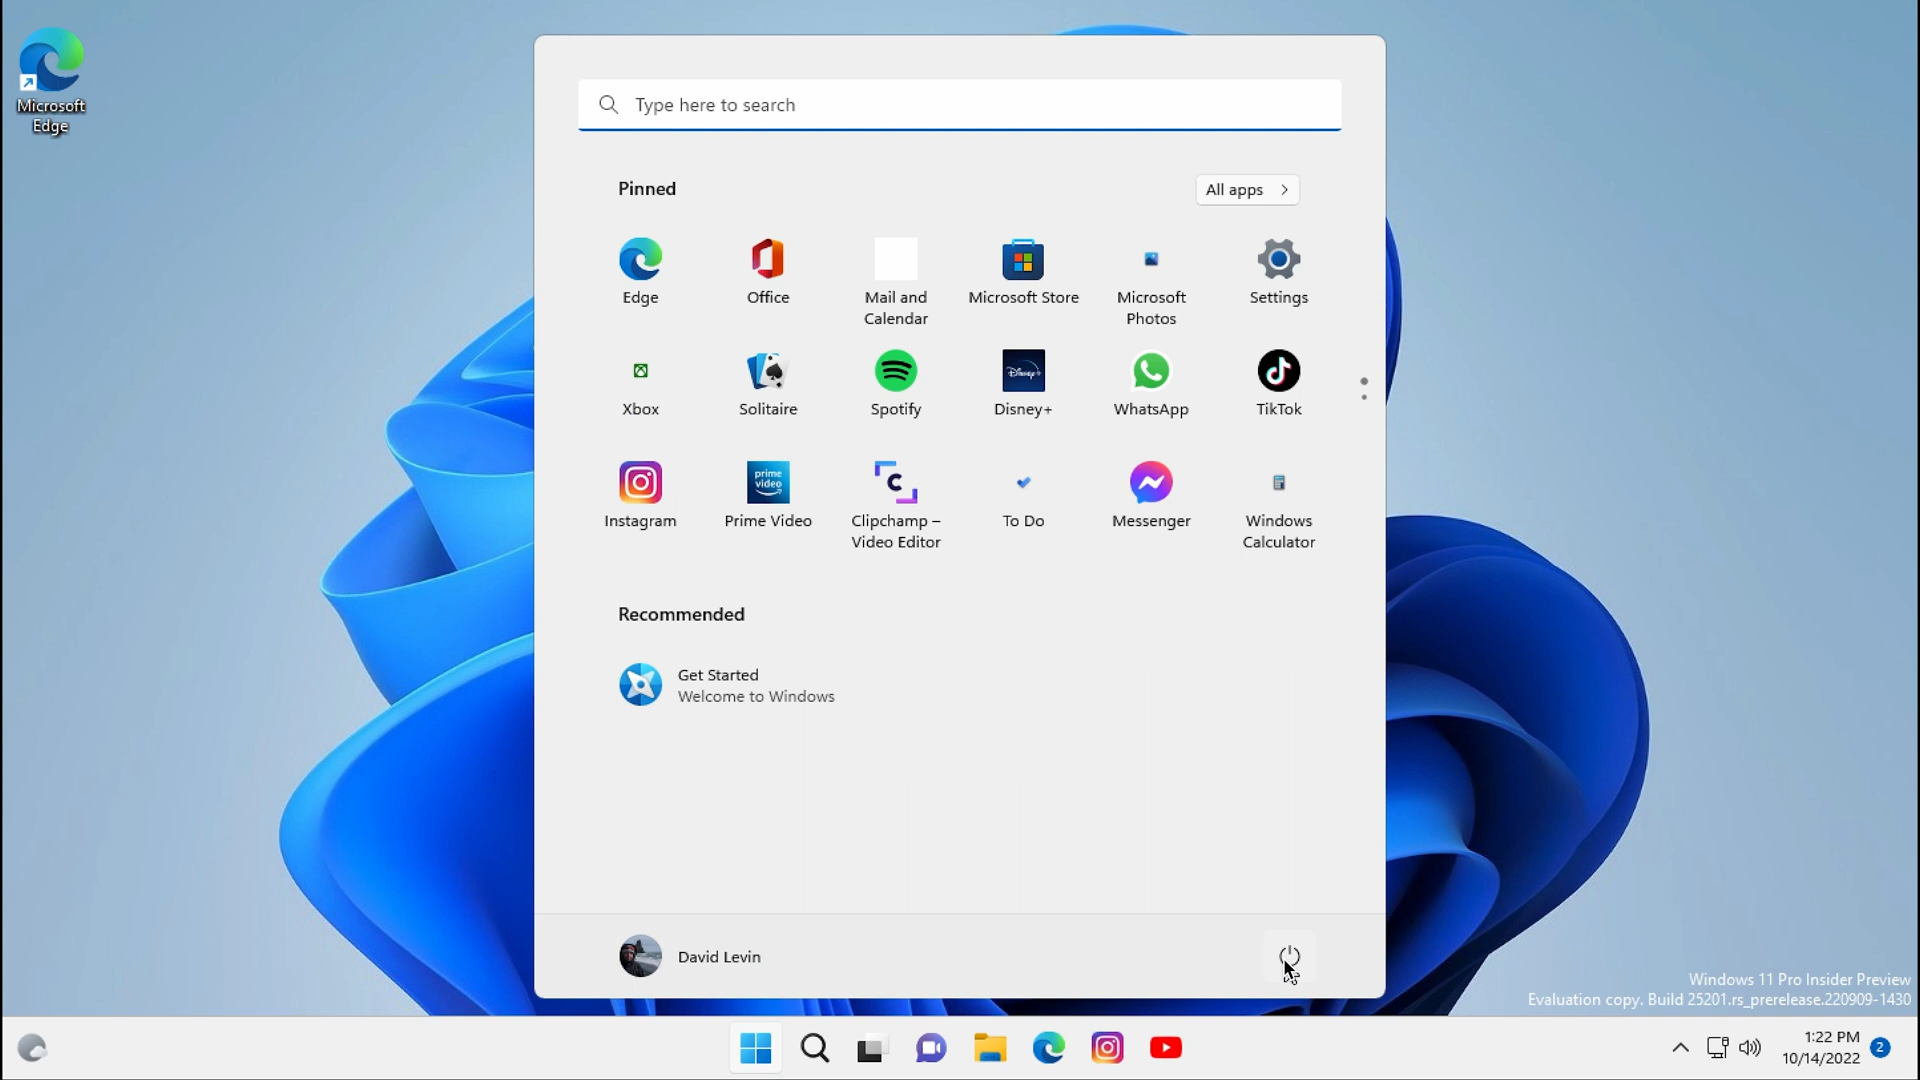 Microsoft
Edge
Type here to search
Pinned
All apps
Edge
Office
Mail and
Calendar
Microsoft Store
Microsoft
Photos
Settings
Xbox
Solitaire
Spotify
Disney+
Disney+
WhatsApp
TikTok
prime
video
Instagram
Prime Video
C
Clipchamp –
Video Editor
To Do
Messenger
Windows
Calculator
Recommended
Get Started
Welcome to Windows
David Levin
Windows 11 Pro Insider Preview
Evaluation copy. Build 25201.rs_prerelease.220909-1430
1:22 PM
10/14/2022
2